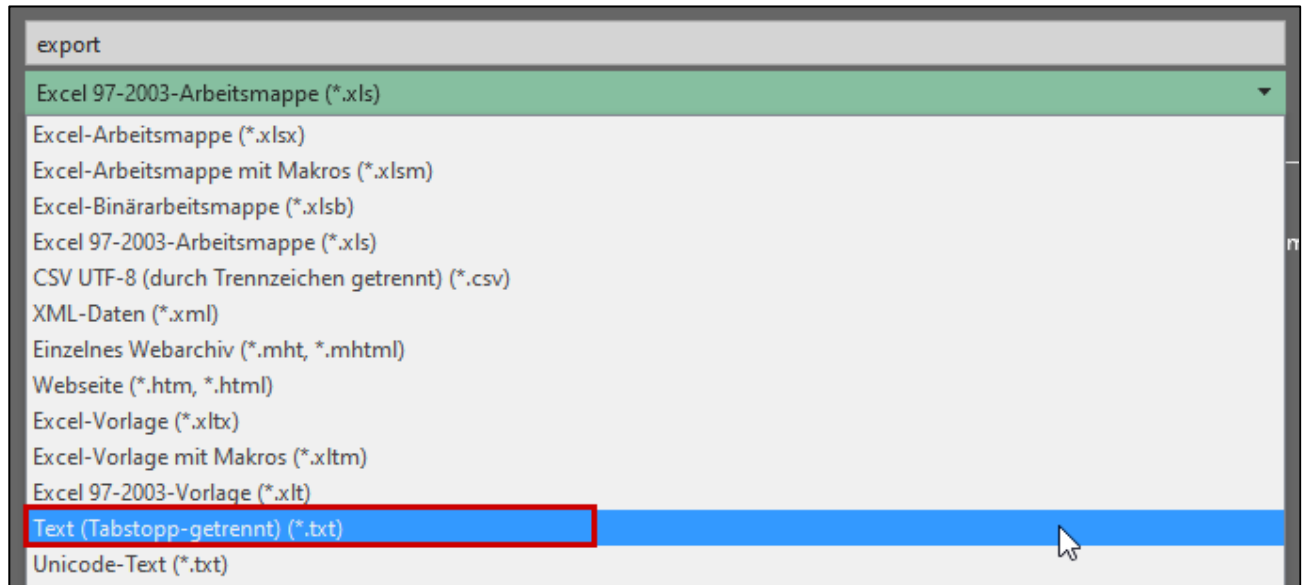 export
Excel 97-2003-Arbeitsmappe (*.xls)
Excel-Arbeitsmappe (*.xlsx)
Excel-Arbeitsmappe mit Makros (*.xlsm)
Excel-Binärarbeitsmappe (*.xlsb)
Excel 97-2003-Arbeitsmappe (*.xls)
CSV UTF-8 (durch Trennzeichen getrennt) (*.csv)
XML-Daten (*.xml)
Einzelnes Webarchiv (*.mht, *.mhtml)
Webseite (*.htm, *.html)
Excel-Vorlage (*.xltx)
Excel-Vorlage mit Makros (*.xltm)
Excel 97-2003-Vorlage (*.xlt)
Text (Tabstopp-getrennt) (*.txt)
Unicode-Text (*.txt)